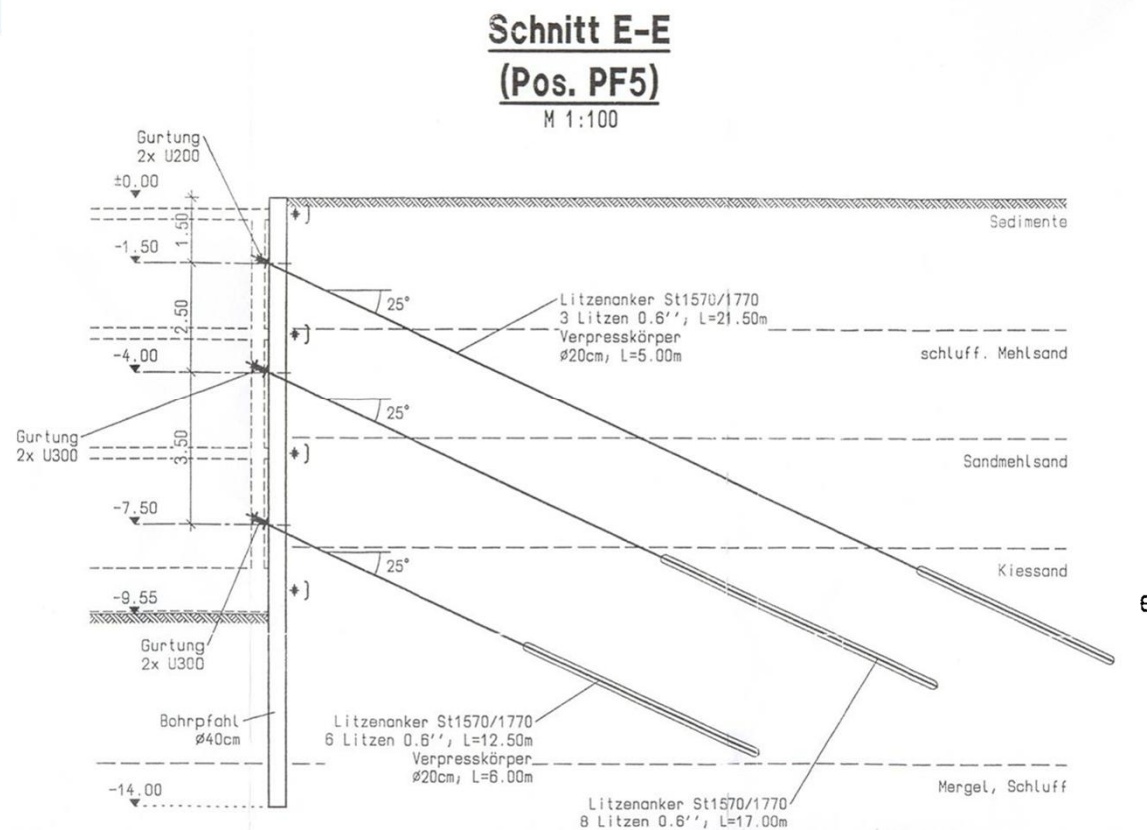 Schnitt E-E
(Pos. PF5)
M 1:100
Gurtung
2x U200
±0.00
1.50
Sedimente
-1.50
25°
Litzenanker St1570/1770
3 Litzen 0.6'', L=21.50m
Verpresskörper
ø20cm, L=5.00m
2.50
schluff. Mehlsand
-4.00
25°
Gurtung
2x U300
3.50
Sandmehlsand
-7.50
25°
Kiessand
-9.55
Gurtung
2x U300
Bohrpfahl
ø40cm
Litzenanker St1570/1770
6 Litzen 0.6'', L=12.50m
Verpresskörper
ø20cm, L=6.00m
Mergel, Schluff
-14.00
Litzenanker St1570/1770
8 Litzen 0.6'', L=17.00m